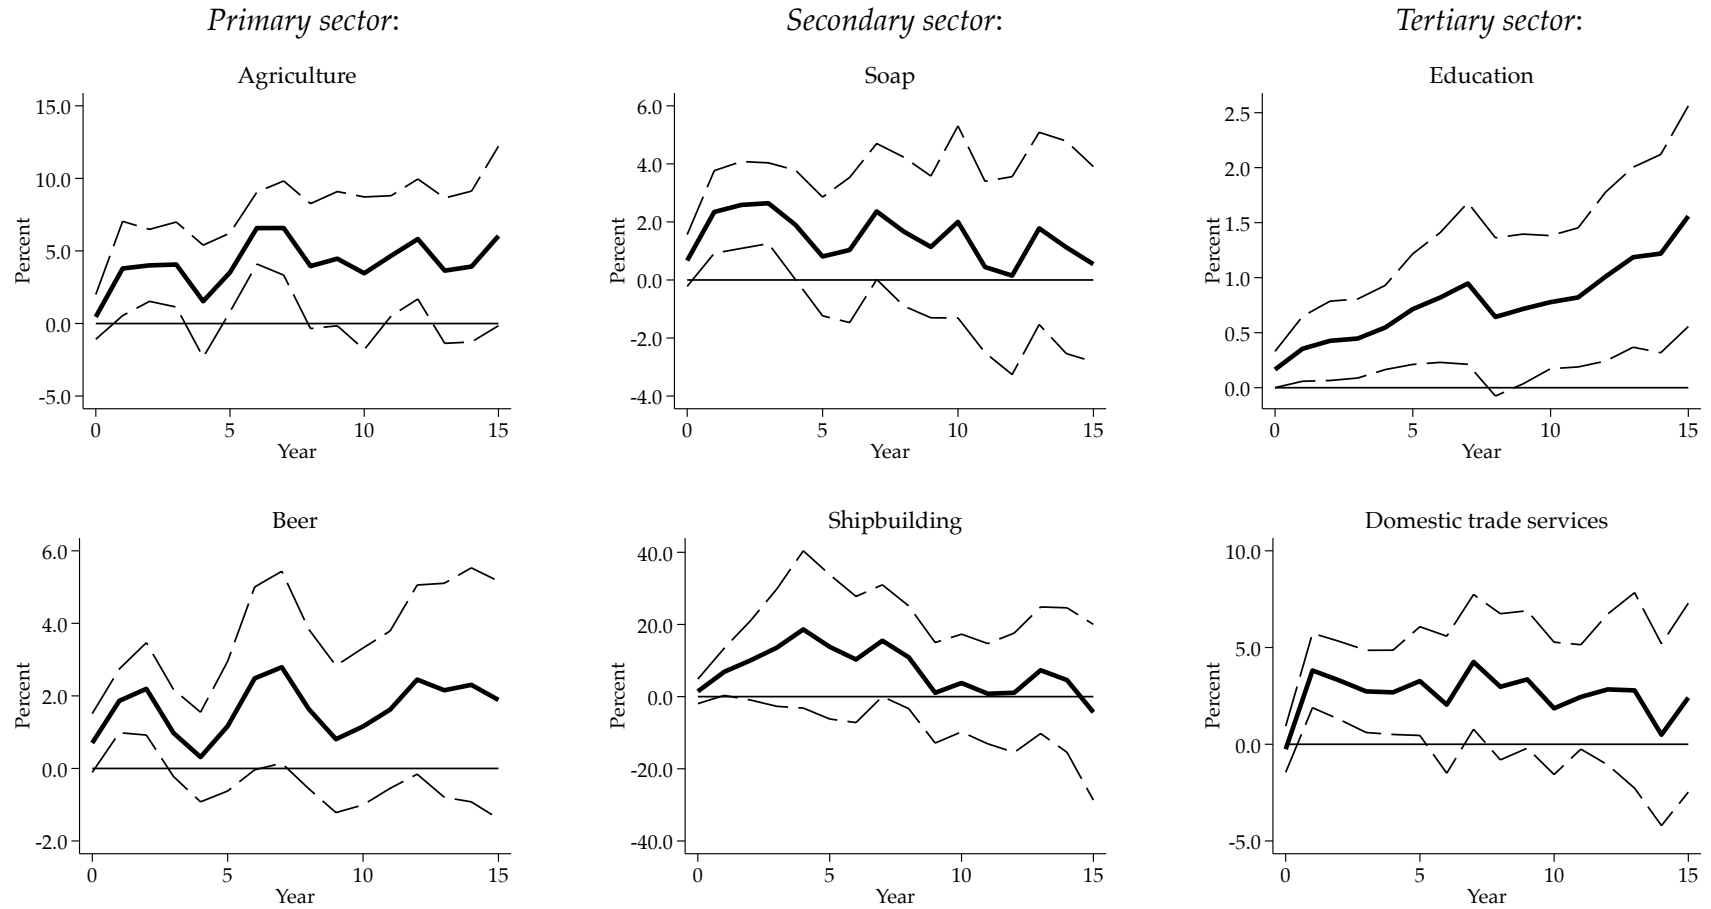 Primary sector:
Secondary sector:
Tertiary sector:
Agriculture
15.0
10.0
5.0
0.0
-5.0
Percent
0 5 10 15
Year
Soap
6.0
4.0
2.0
0.0
-2.0
-4.0
Percent
0 5 10 15
Year
Education
2.5
2.0
1.5
1.0
0.5
0.0
Percent
0 5 10 15
Year
Beer
6.0
4.0
2.0
0.0
-2.0
Percent
0 5 10 15
Year
Shipbuilding
40.0
20.0
0.0
-20.0
-40.0
Percent
0 5 10 15
Year
Domestic trade services
10.0
5.0
0.0
-5.0
Percent
0 5 10 15
Year